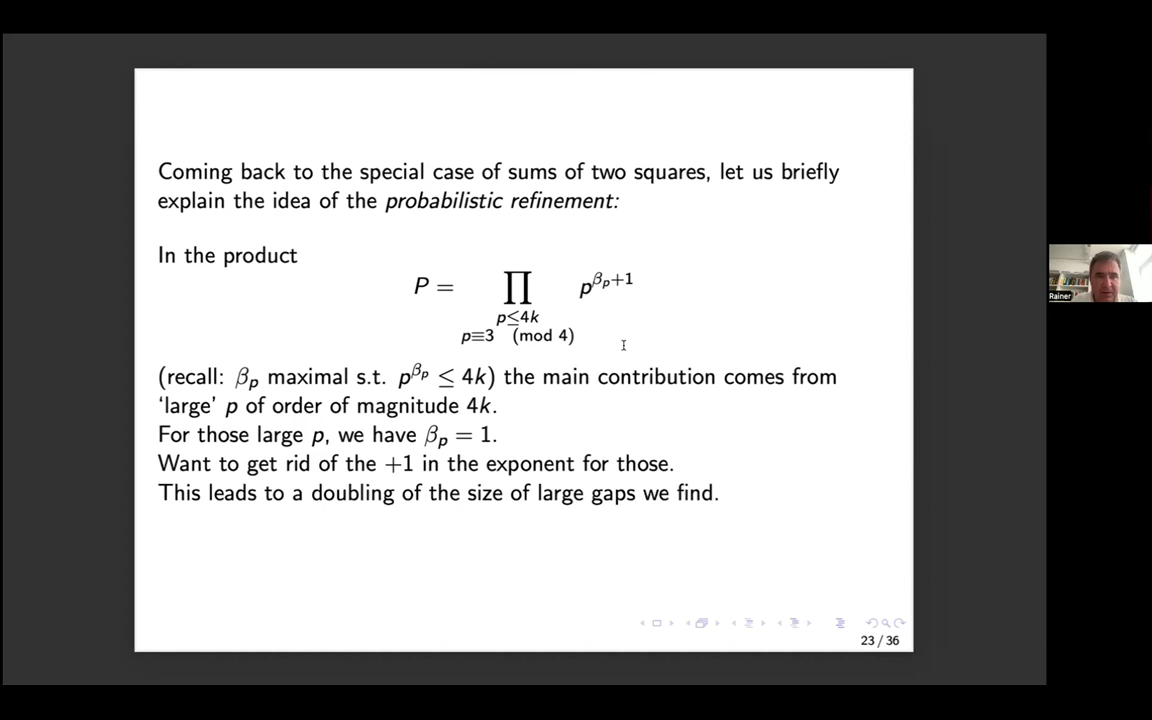 Coming back to the special case of sums of two squares, let us briefly
explain the idea of the probabilistic refinement:
In the product
P = ∏ p^{β_p+1}
p≤4k
p≡3 (mod 4)
(recall: β_p maximal s.t. p^{β_p} ≤ 4k) the main contribution comes from
‘large’ p of order of magnitude 4k.
For those large p, we have β_p = 1.
Want to get rid of the +1 in the exponent for those.
This leads to a doubling of the size of large gaps we find.
23 / 36
Rainer